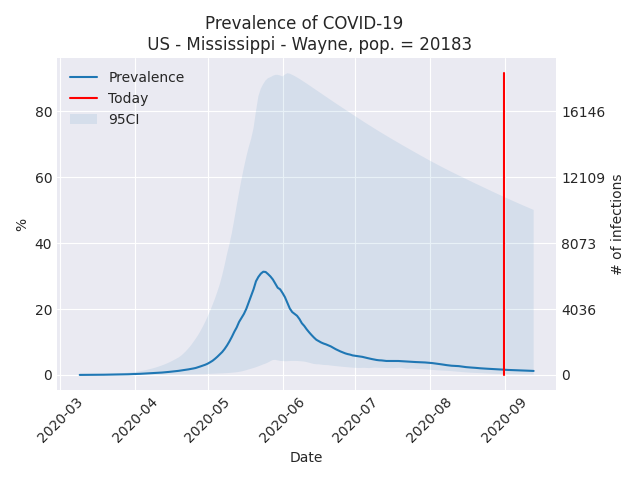 Prevalence of COVID-19
US - Mississippi - Wayne, pop. = 20183
Prevalence
Today
95CI
80
60
40
20
0
%
16146
12109
8073
4036
0
# of infections
2020-03
2020-04
2020-05
2020-06
2020-07
2020-08
2020-09
Date